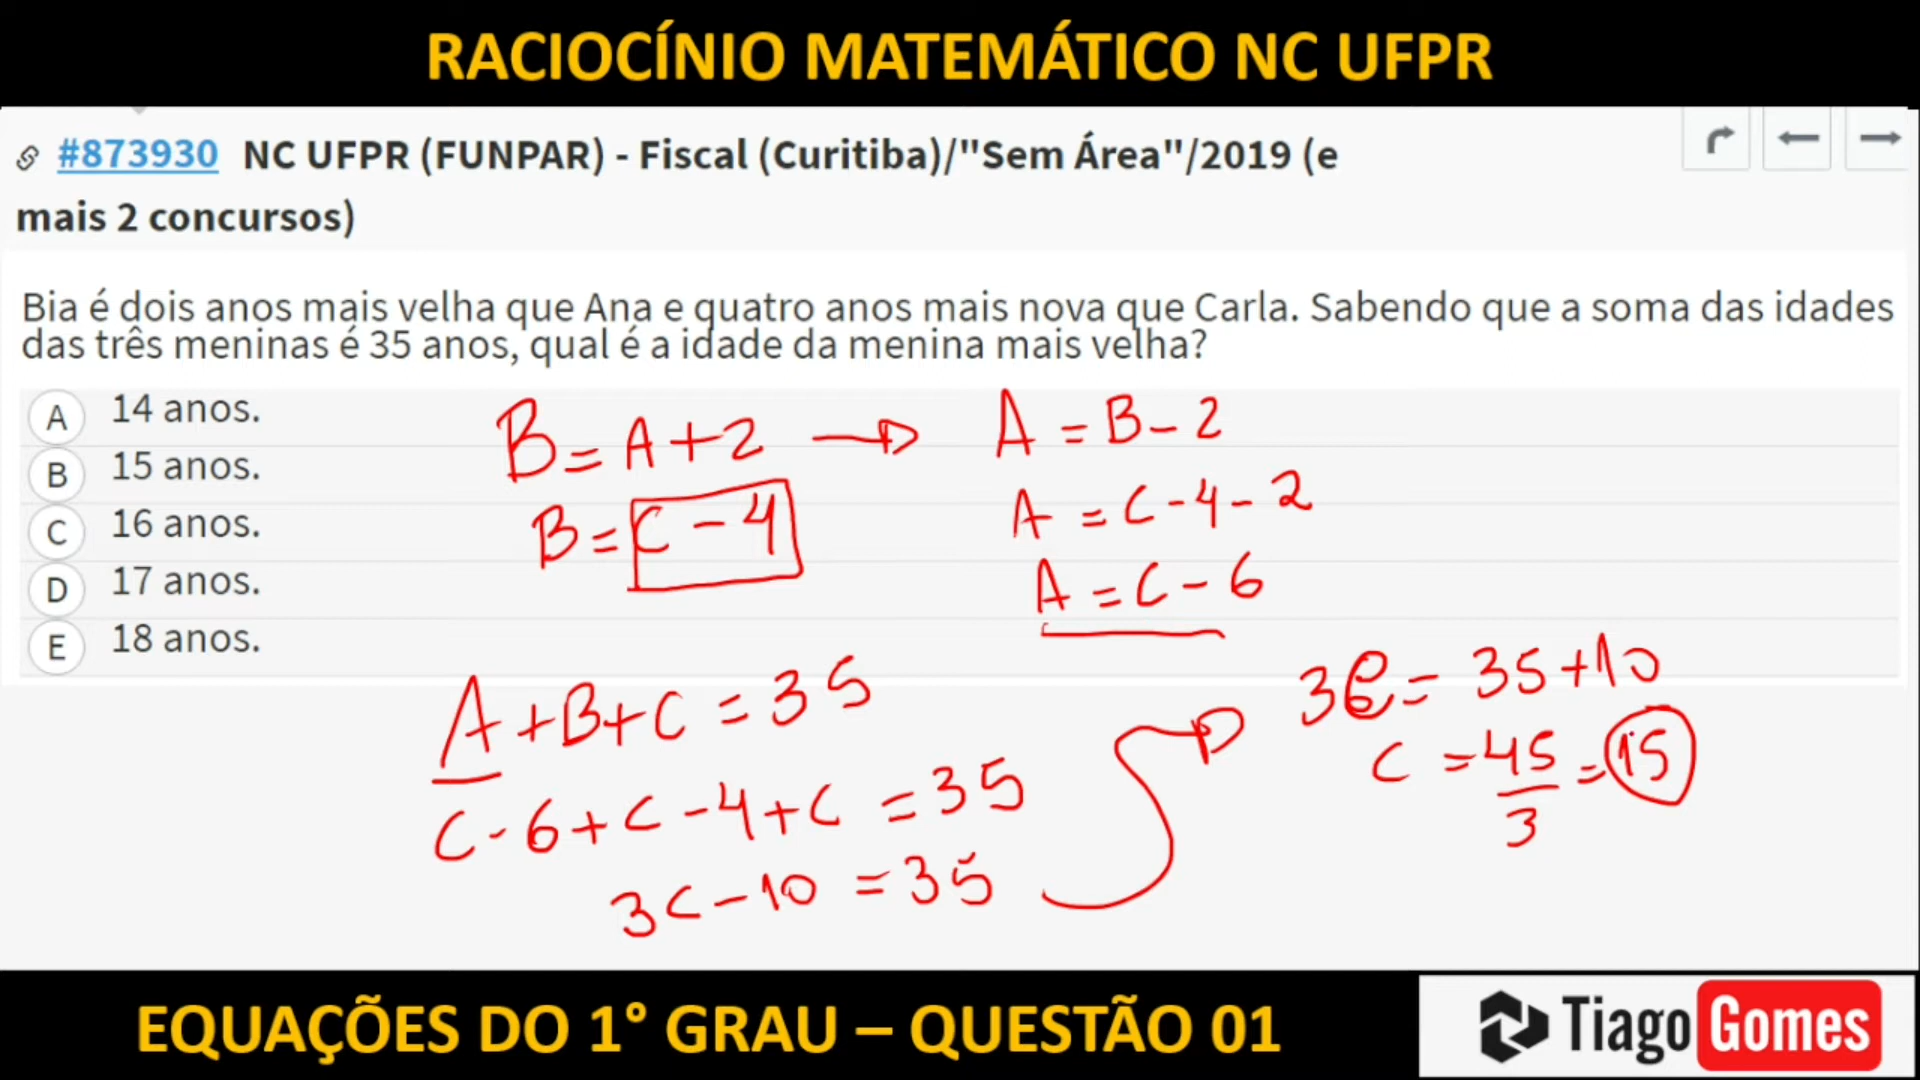 RACIOCÍNIO MATEMÁTICO NC UFPR
#873930 NC UFPR (FUNPAR) - Fiscal (Curitiba)/"Sem Área"/2019 (e
mais 2 concursos)
Bia é dois anos mais velha que Ana e quatro anos mais nova que Carla. Sabendo que a soma das idades
das três meninas é 35 anos, qual é a idade da menina mais velha?
A 14 anos.
B 15 anos.
C 16 anos.
D 17 anos.
E 18 anos.
B = A + 2 → A = B - 2
B = C - 4
A = C - 4 - 2
A = C - 6
A + B + C = 35
C - 6 + C - 4 + C = 35
3C - 10 = 35
3C = 35 + 10
C = 45/3 = 15
EQUAÇÕES DO 1° GRAU – QUESTÃO 01
Tiago Gomes